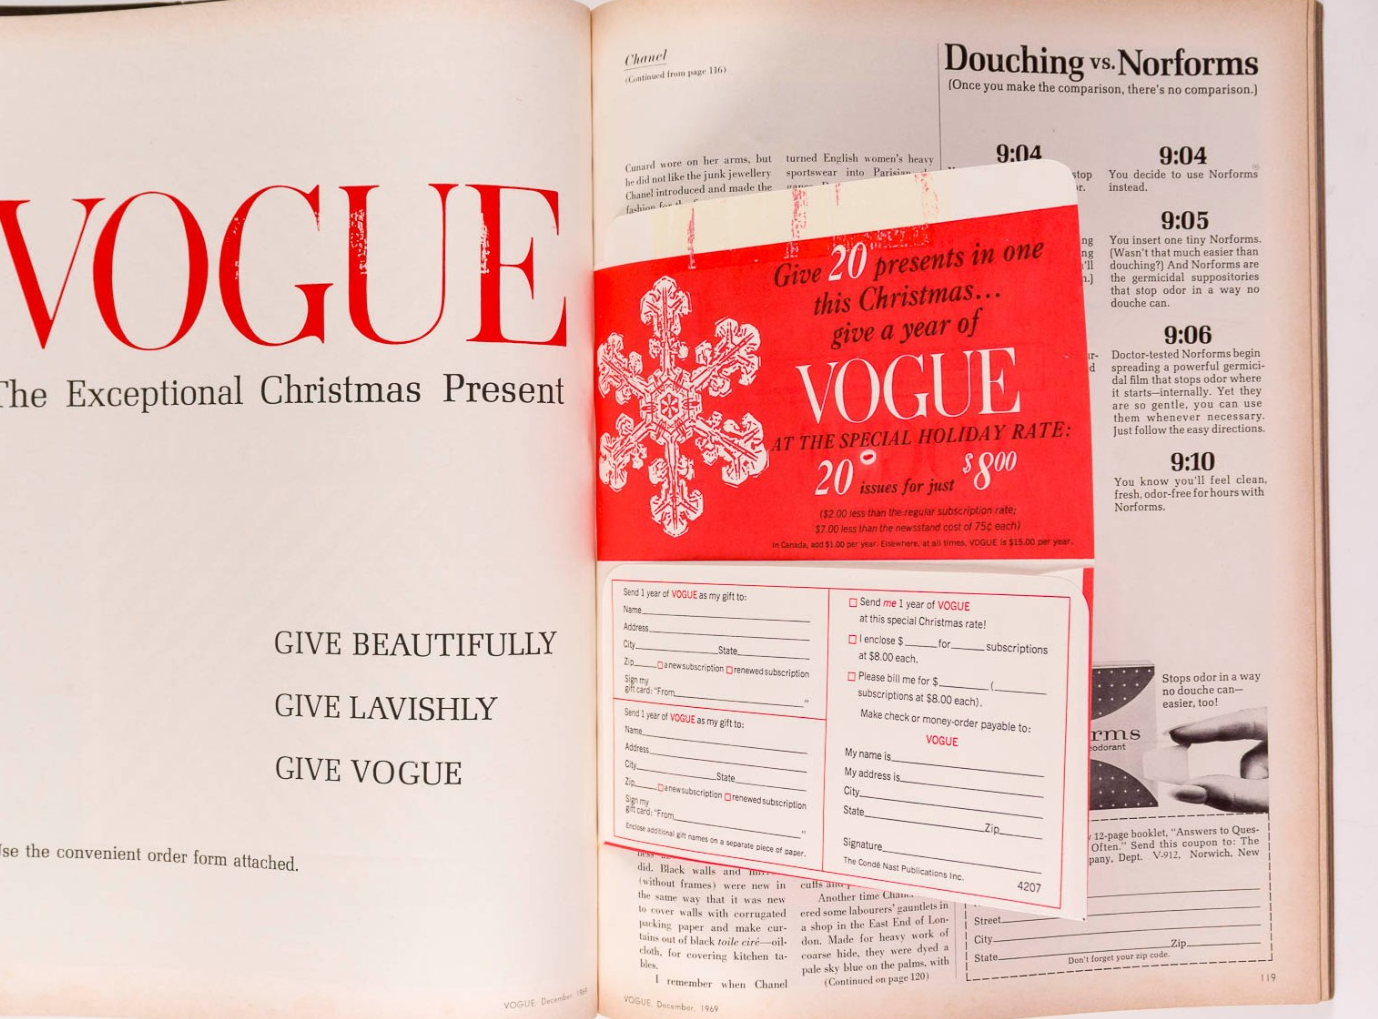 VOGUE
The Exceptional Christmas Present
GIVE BEAUTIFULLY
GIVE LAVISHLY
GIVE VOGUE
Use the convenient order form attached.
VOGUE, December, 1969
Chanel
(Continued from page 116)
Cunard wore on her arms, but
he did not like the junk jewellery
Chanel introduced and made the
fashion for the
turned English women's heavy
sportswear into Parisian
Give 20 presents in one
this Christmas...
give a year of
VOGUE
AT THE SPECIAL HOLIDAY RATE:
20 issues for just $8.00
($2.00 less than the regular subscription rate;
$7.00 less than the newsstand cost of 75¢ each)
In Canada, add $1.00 per year. Elsewhere, at all times, VOGUE is $15.00 per year.
Send 1 year of VOGUE as my gift to:
Name
Address
City State
Zip a new subscription renewed subscription
Sign my
gift card: "From "
Send 1 year of VOGUE as my gift to:
Name
Address
City State
Zip a new subscription renewed subscription
Sign my
gift card: "From "
Enclose additional gift names on a separate piece of paper.
Send me 1 year of VOGUE
at this special Christmas rate!
I enclose $ for subscriptions
at $8.00 each.
Please bill me for $ (
subscriptions at $8.00 each).
Make check or money-order payable to:
VOGUE
My name is
My address is
City
State
Zip
Signature
The Condé Nast Publications Inc.
4207
did. Black walls and
(without frames) were new in
the same way that it was new
to cover walls with corrugated
packing paper and make cur-
tains out of black toile ciré—oil-
cloth, for covering kitchen ta-
bles.
I remember when Chanel
cuffs and
Another time
ered some labourers' gauntlets in
a shop in the East End of Lon-
don. Made for heavy work of
coarse hide, they were dyed a
pale sky blue on the palms, with
(Continued on page 120)
VOGUE, December, 1969
Douching vs. Norforms
(Once you make the comparison, there's no comparison.)
9:04
stop
9:04
You decide to use Norforms
instead.
9:05
You insert one tiny Norforms.
(Wasn't that much easier than
douching?) And Norforms are
the germicidal suppositories
that stop odor in a way no
douche can.
9:06
Doctor-tested Norforms begin
spreading a powerful germici-
dal film that stops odor where
it starts—internally. Yet they
are so gentle, you can use
them whenever necessary.
Just follow the easy directions.
9:10
You know you'll feel clean,
fresh, odor-free for hours with
Norforms.
Stops odor in a way
no douche can—
easier, too!
rms
odorant
12-page booklet, "Answers to Ques-
Often." Send this coupon to: The
pany, Dept. V-912, Norwich, New
Street
City
Zip
State
Don't forget your zip code.
119